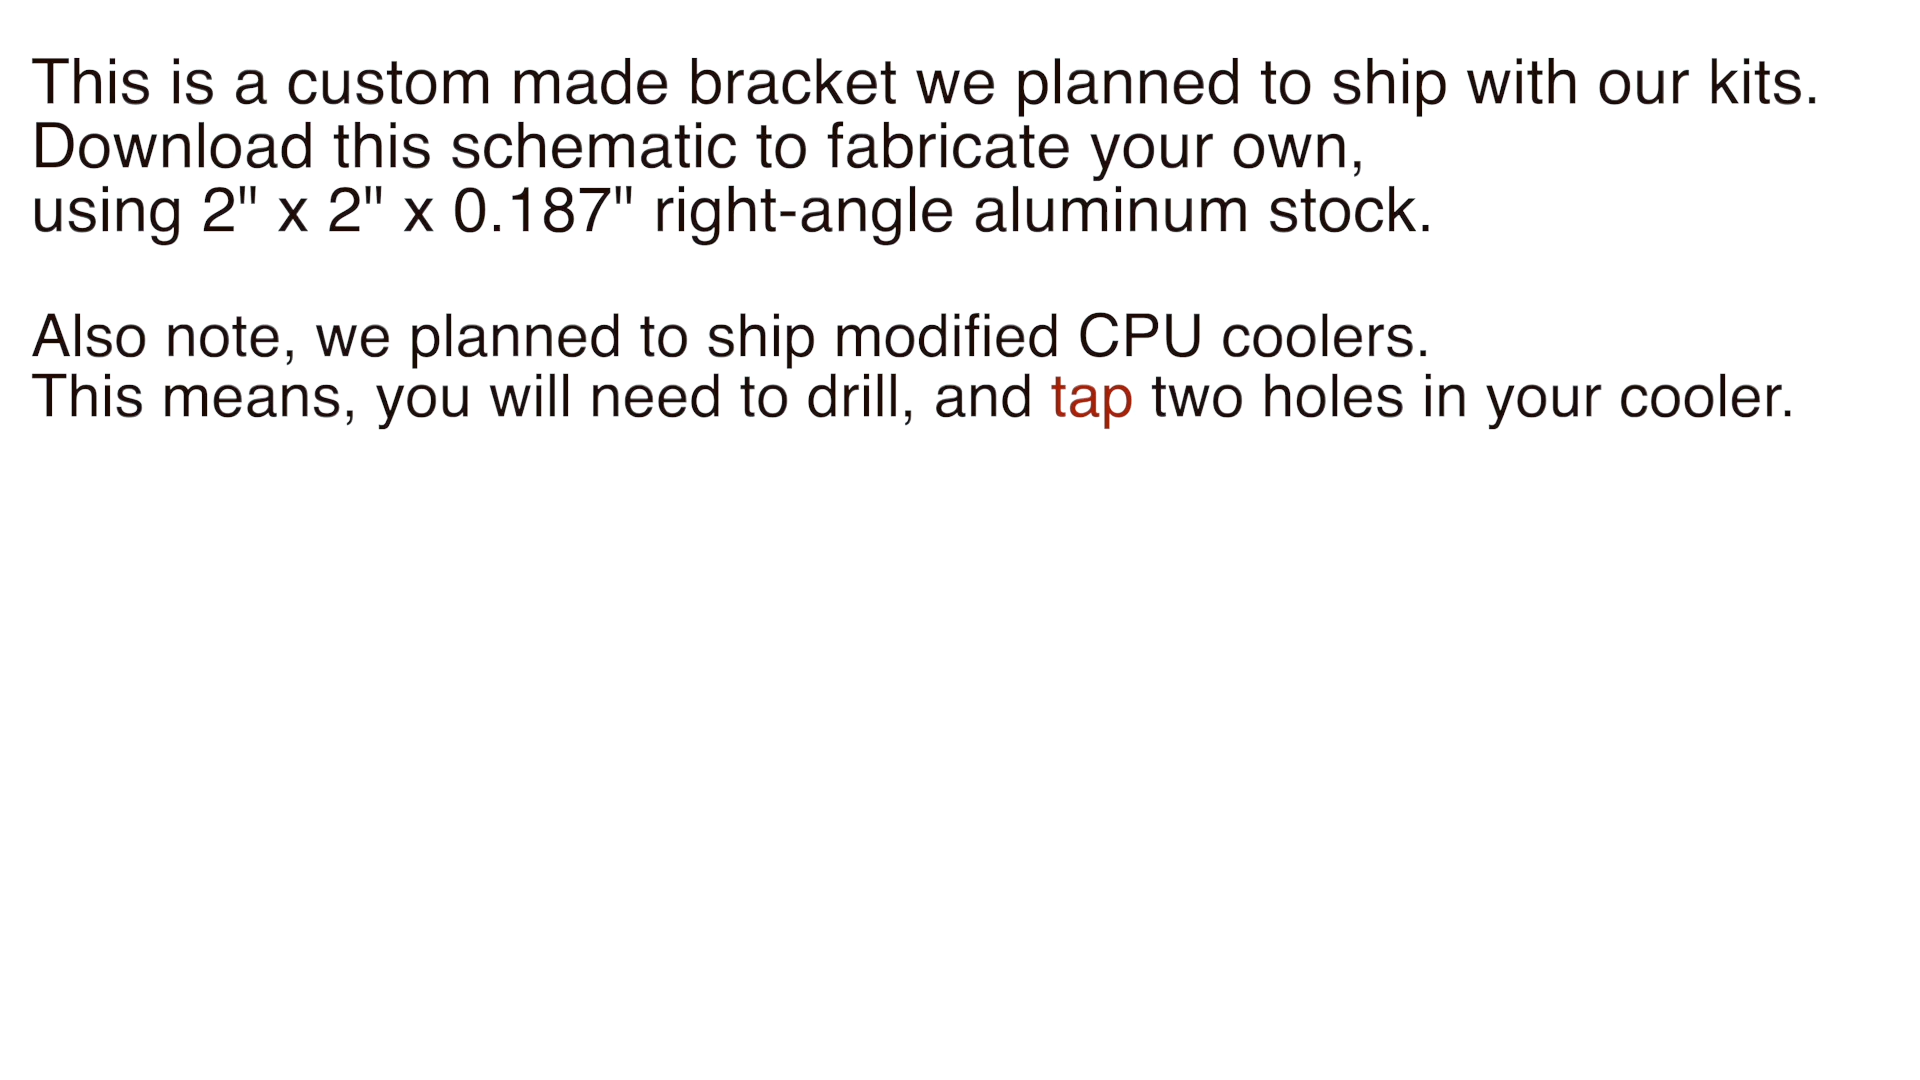 This is a custom made bracket we planned to ship with our kits.
Download this schematic to fabricate your own,
using 2" x 2" x 0.187" right-angle aluminum stock.
Also note, we planned to ship modified CPU coolers.
This means, you will need to drill, and tap two holes in your cooler.